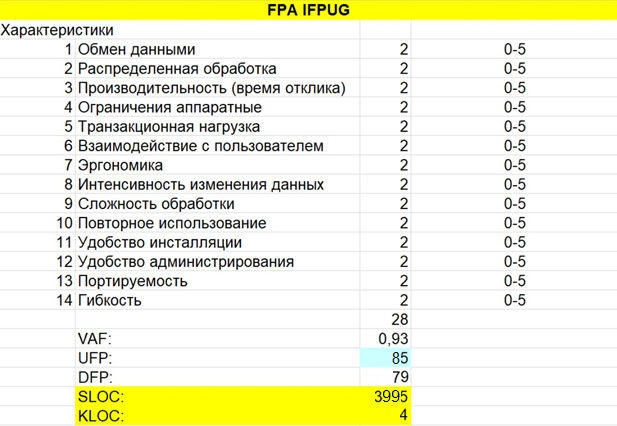 FPA IFPUG
Характеристики
1 Обмен данными 2 0-5
2 Распределенная обработка 2 0-5
3 Производительность (время отклика) 2 0-5
4 Ограничения аппаратные 2 0-5
5 Транзакционная нагрузка 2 0-5
6 Взаимодействие с пользователем 2 0-5
7 Эргономика 2 0-5
8 Интенсивность изменения данных 2 0-5
9 Сложность обработки 2 0-5
10 Повторное использование 2 0-5
11 Удобство инсталляции 2 0-5
12 Удобство администрирования 2 0-5
13 Портируемость 2 0-5
14 Гибкость 2 0-5
28
VAF: 0,93
UFP: 85
DFP: 79
SLOC: 3995
KLOC: 4